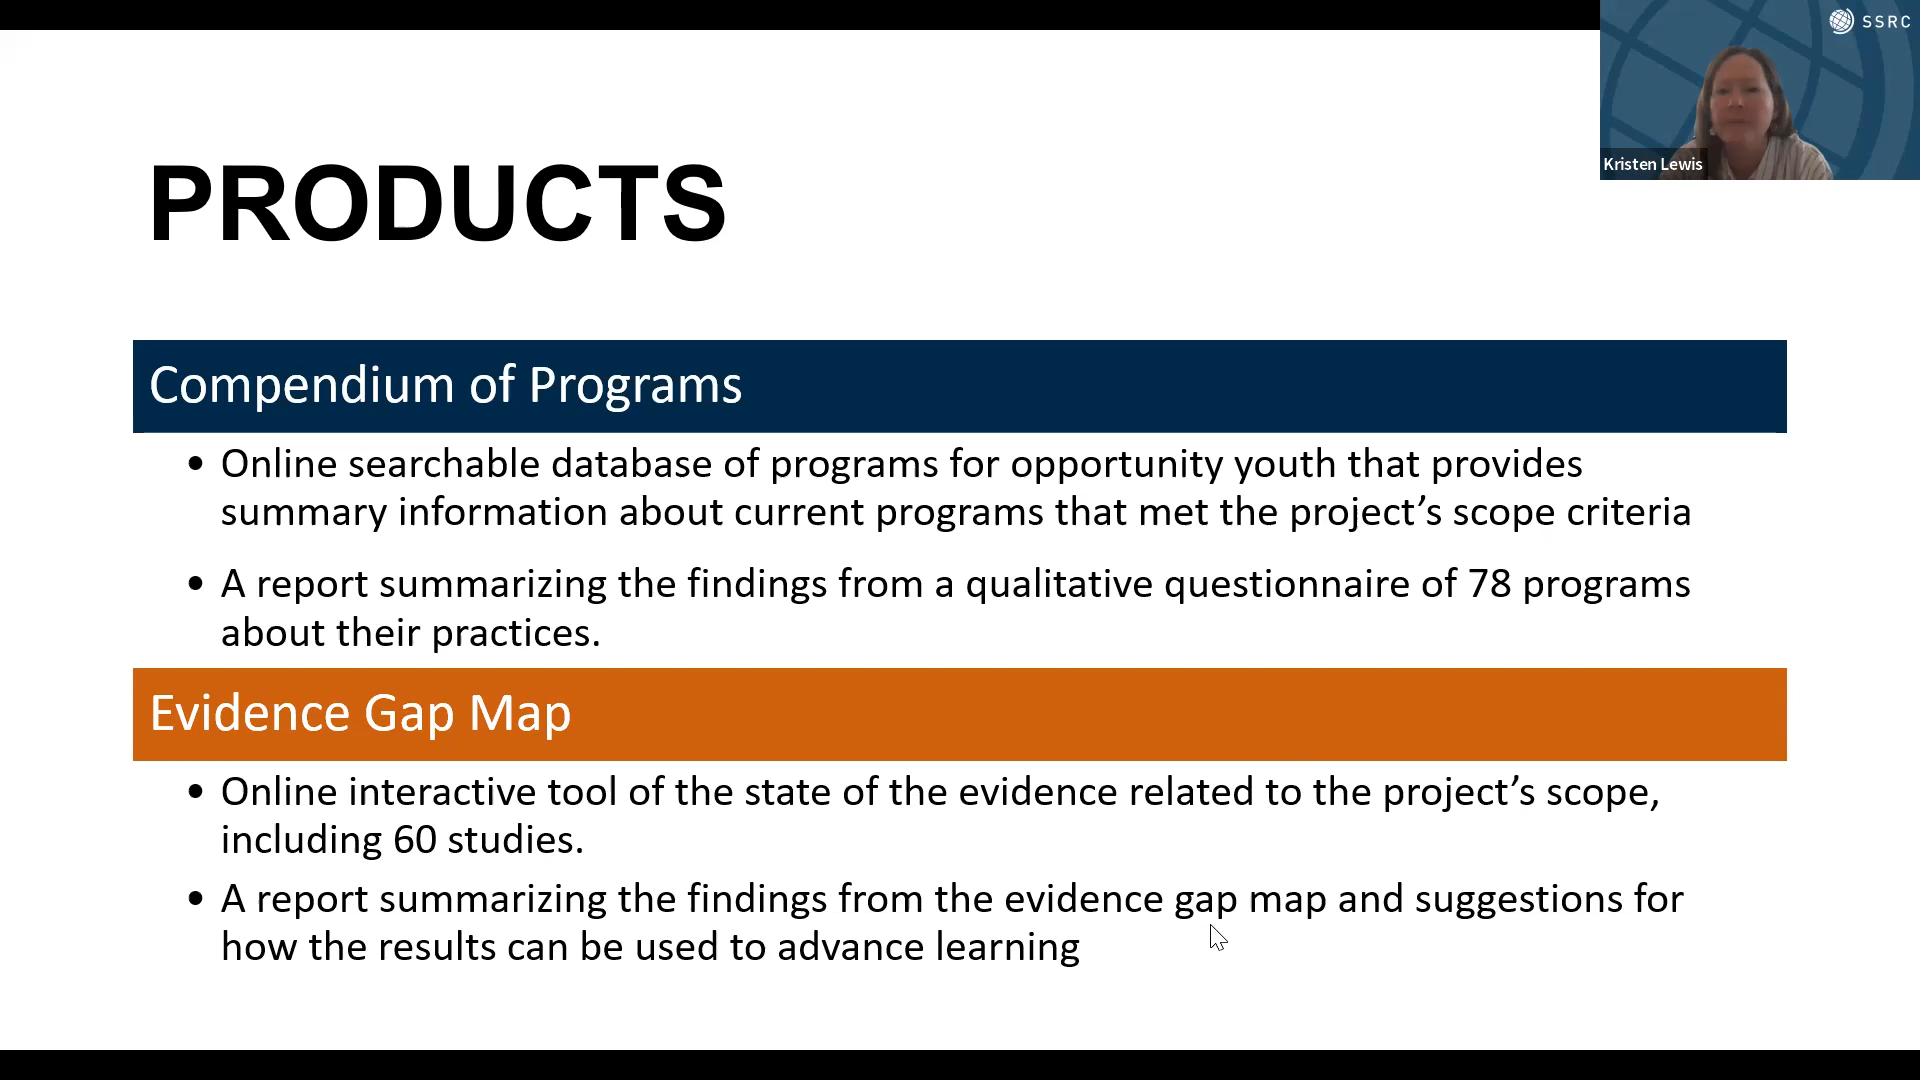 SSRC
Kristen Lewis
PRODUCTS
Compendium of Programs
• Online searchable database of programs for opportunity youth that provides
summary information about current programs that met the project’s scope criteria
• A report summarizing the findings from a qualitative questionnaire of 78 programs
about their practices.
Evidence Gap Map
• Online interactive tool of the state of the evidence related to the project’s scope,
including 60 studies.
• A report summarizing the findings from the evidence gap map and suggestions for
how the results can be used to advance learning